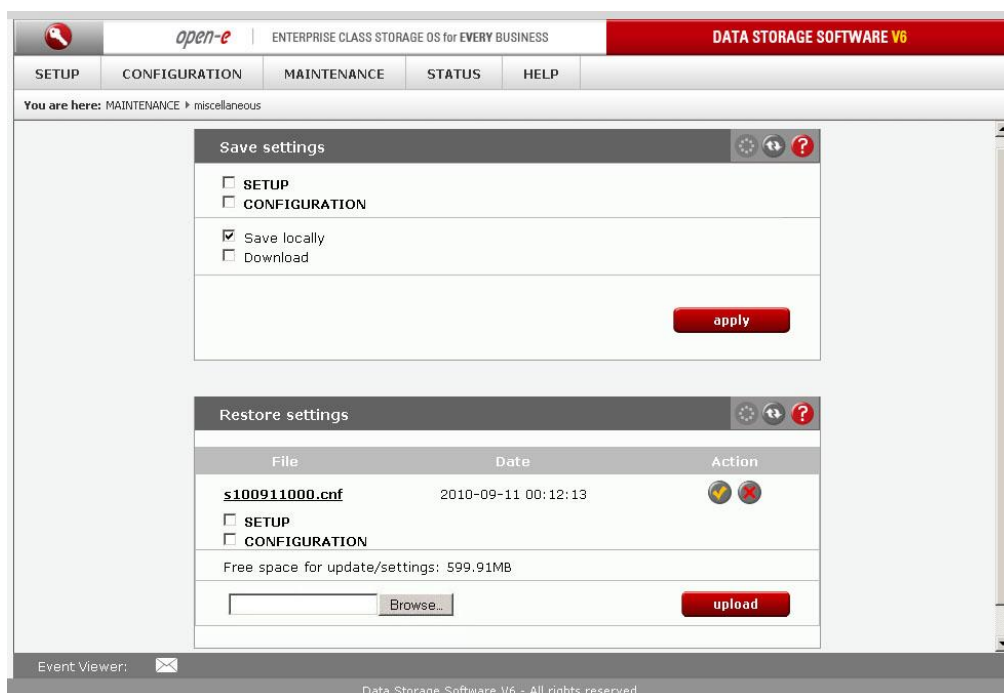 open-e ENTERPRISE CLASS STORAGE OS for EVERY BUSINESS DATA STORAGE SOFTWARE V6
SETUP CONFIGURATION MAINTENANCE STATUS HELP
You are here: MAINTENANCE miscellaneous
Save settings
SETUP
CONFIGURATION
Save locally
Download
apply
Restore settings
File Date Action
s100911000.cnf 2010-09-11 00:12:13
SETUP
CONFIGURATION
Free space for update/settings: 599.91MB
Browse... upload
Event Viewer:
Data Storage Software V6 - All rights reserved